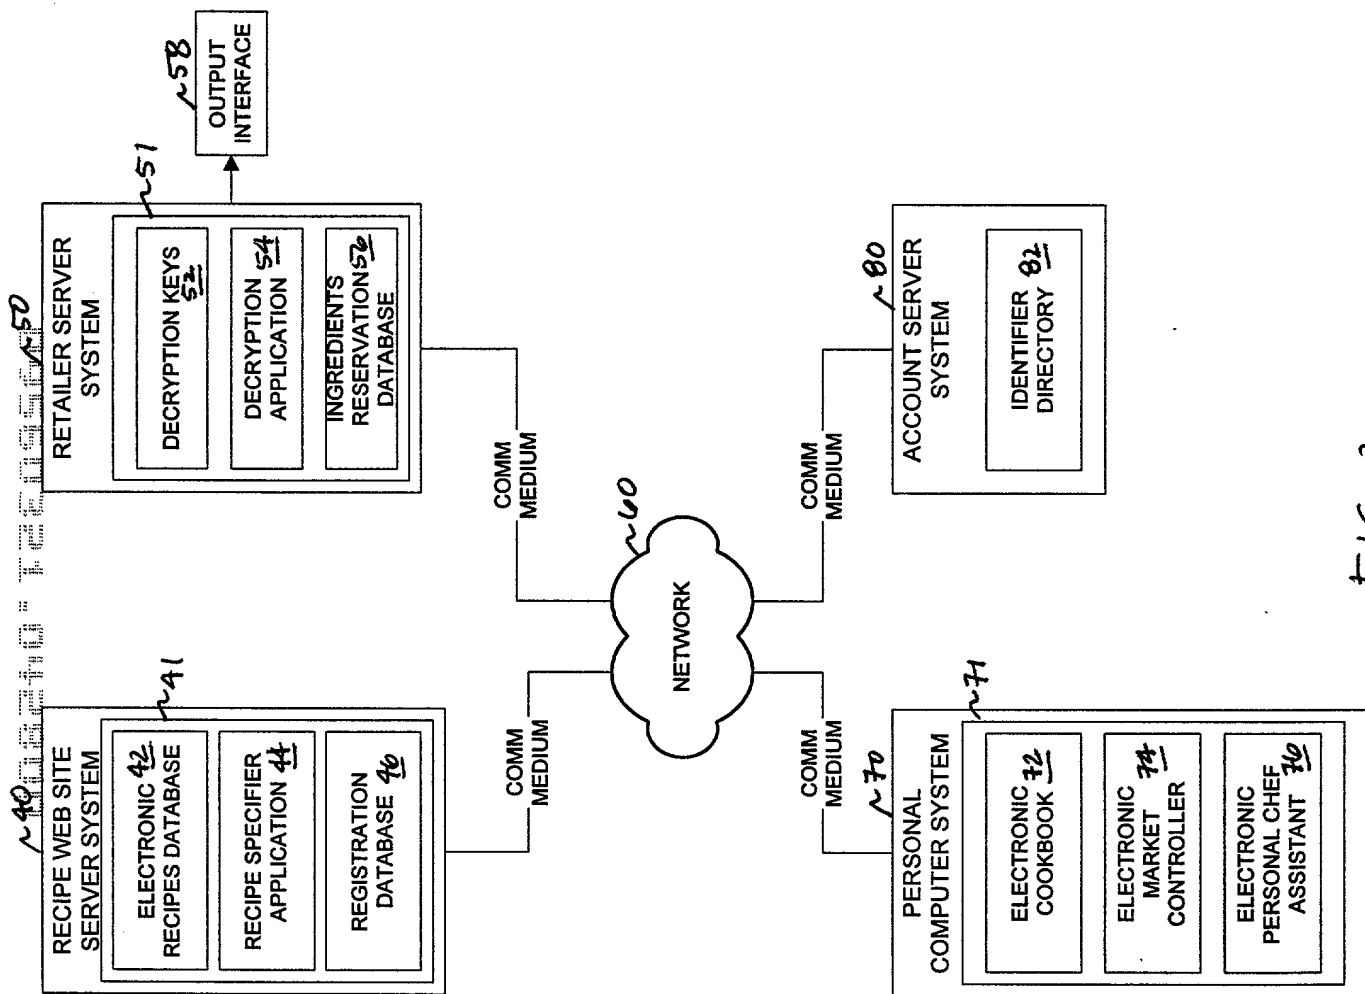 ~40
RECIPE WEB SITE
SERVER SYSTEM
~41
ELECTRONIC 42
RECIPES DATABASE
RECIPE SPECIFIER
APPLICATION 44
REGISTRATION
DATABASE 46
~50
RETAILER SERVER
SYSTEM
~51
DECRYPTION KEYS
52
DECRYPTION
APPLICATION 54
INGREDIENTS
RESERVATION 56
DATABASE
~58
OUTPUT
INTERFACE
COMM
MEDIUM
COMM
MEDIUM
~60
NETWORK
COMM
MEDIUM
COMM
MEDIUM
~70
PERSONAL
COMPUTER SYSTEM
~71
ELECTRONIC
COOKBOOK 72
ELECTRONIC
MARKET 74
CONTROLLER
ELECTRONIC
PERSONAL CHEF
ASSISTANT 76
~80
ACCOUNT SERVER
SYSTEM
IDENTIFIER
DIRECTORY 82